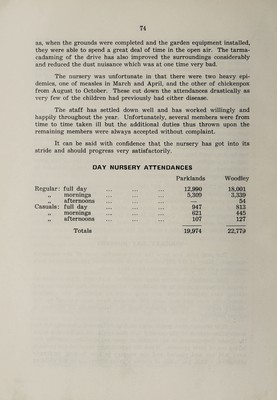 74
as, when the grounds were completed and the garden equipment installed,
they were able to spend a great deal of time in the open air. The tarma-
cadaming of the drive has also improved the surroundings considerably
and reduced the dust nuisance which was at one time very bad.
The nursery was unfortunate in that there were two heavy epi-
demics, one of measles in March and April, and the other of chickenpox
from August to October. These cut down the attendances drastically as
very few of the children had previously had either disease.
The staff has settled down well and has worked willingly and
happily throughout the year. Unfortunately, several members were from
time to time taken ill but the additional duties thus thrown upon the
remaining members were always accepted without complaint.
It can be said with confidence that the nursery has got into its
stride and should progress very satisfactorily.
DAY NURSERY ATTENDANCES
Parklands Woodley
Regular: full day ... ... ... 12,990 18,001
„ mornings ... ... ... 5,309 3,339
„ afternoons ... ... ... — 54
Casuals: full day ... ... ... 947 813
„ mornings ... ... ... 621 445
„ afternoons ... ... ... 107 127
Totals 19,974 22,779